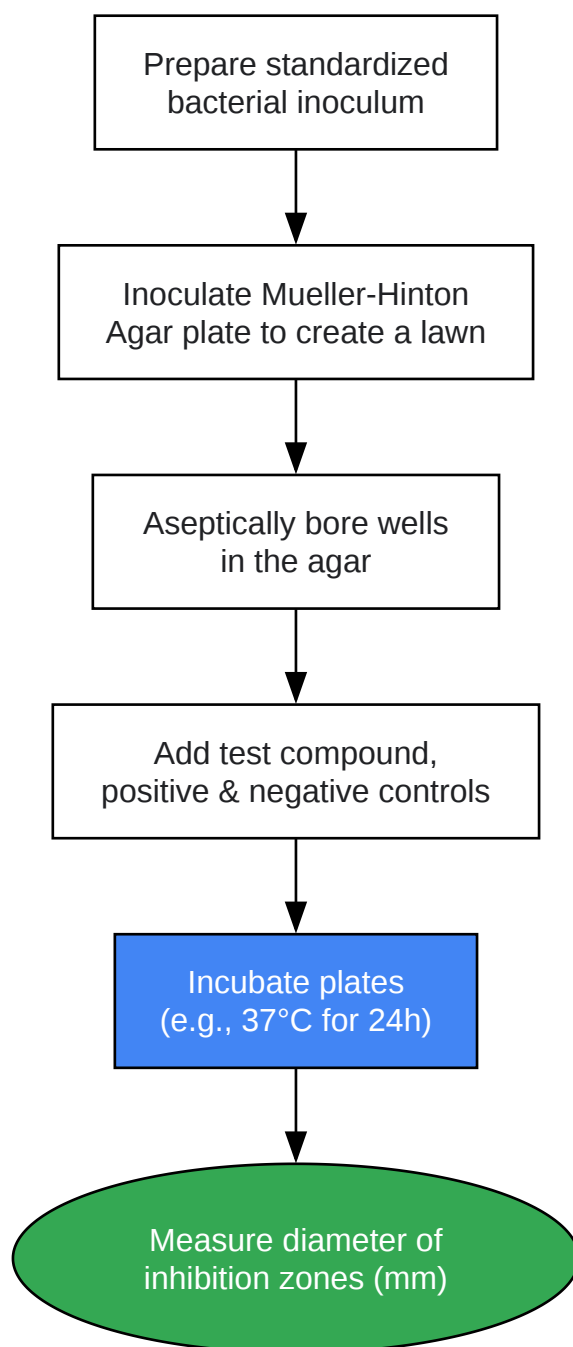 Prepare standardized
bacterial inoculum
Inoculate Mueller-Hinton
Agar plate to create a lawn
Aseptically bore wells
in the agar
Add test compound,
positive & negative controls
Incubate plates
(e.g., 37°C for 24h)
Measure diameter of
inhibition zones (mm)